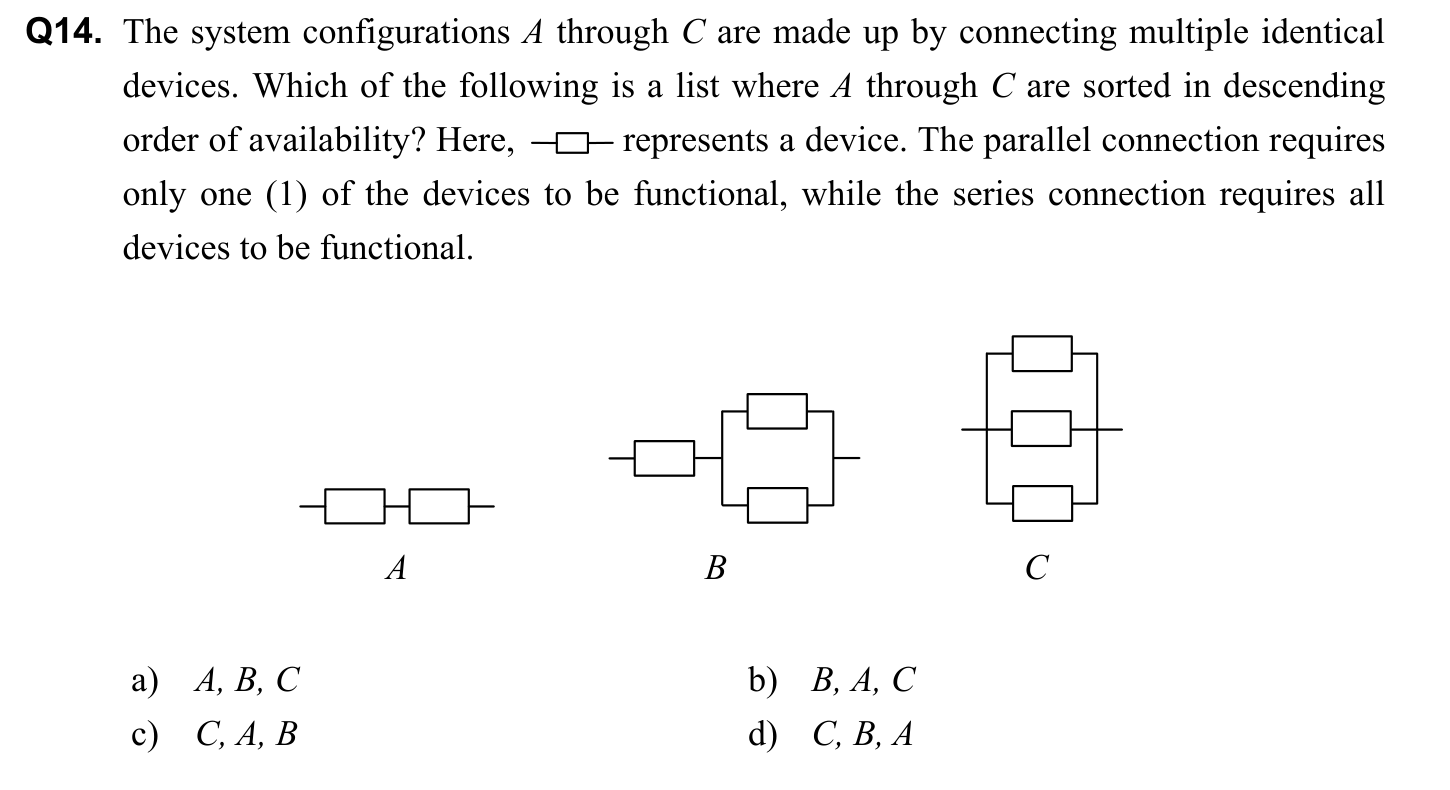 Q14. The system configurations A through C are made up by connecting multiple identical
devices. Which of the following is a list where A through C are sorted in descending
order of availability? Here, represents a device. The parallel connection requires
only one (1) of the devices to be functional, while the series connection requires all
devices to be functional.
A B C
a) A, B, C b) B, A, C
c) C, A, B d) C, B, A